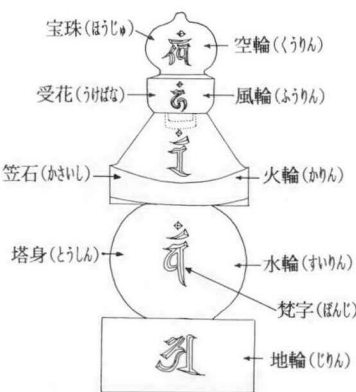 宝珠(ほうじゅ)
空輪(くうりん)
受花(うけばな)
風輪(ふうりん)
笠石(かさいし)
火輪(かりん)
塔身(とうしん)
水輪(すいりん)
梵字(ぼんじ)
地輪(じりん)